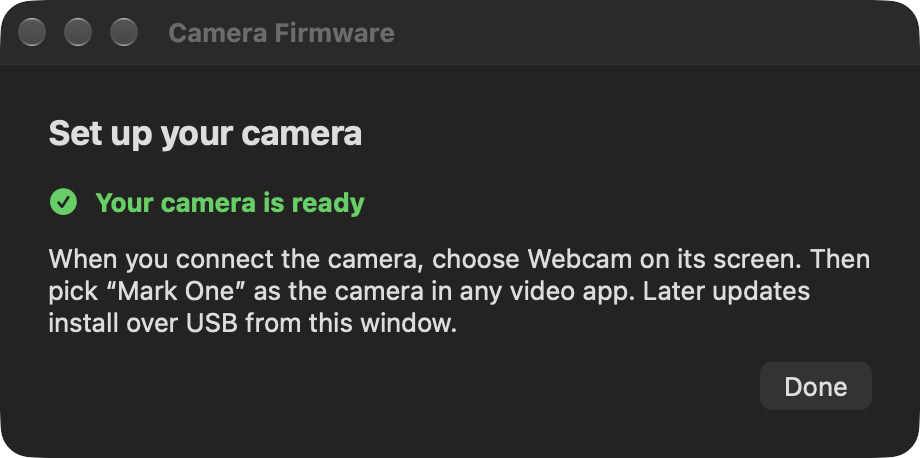 Camera Firmware
Set up your camera
Your camera is ready
When you connect the camera, choose Webcam on its screen. Then
pick “Mark One” as the camera in any video app. Later updates
install over USB from this window.
Done